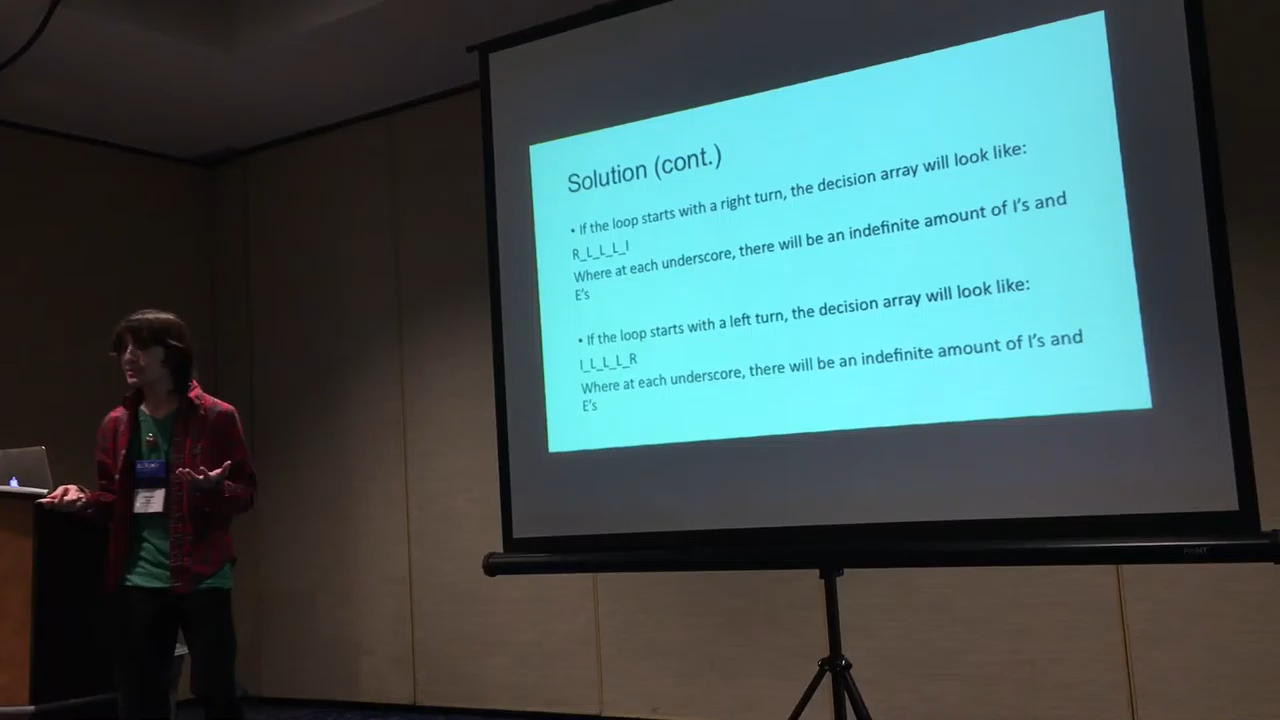 Solution (cont.)
• If the loop starts with a right turn, the decision array will look like:
R_L_L_L_I
Where at each underscore, there will be an indefinite amount of I's and
E's
• If the loop starts with a left turn, the decision array will look like:
I_L_L_L_R
Where at each underscore, there will be an indefinite amount of I's and
E's